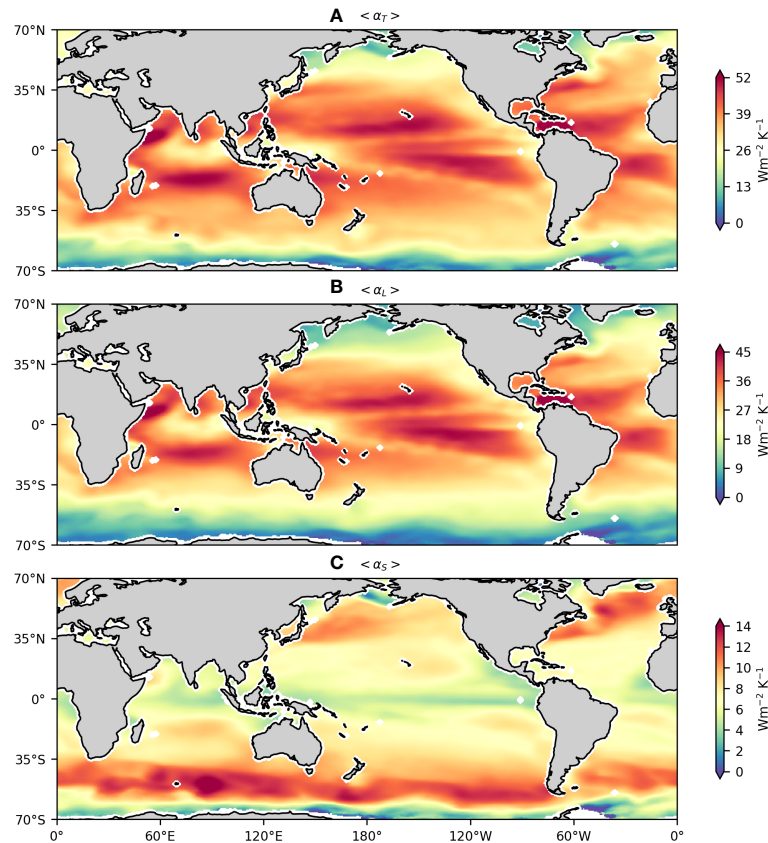 A < α_T >
70°N
35°N
0°
35°S
70°S
52
39
26
13
0
Wm⁻² K⁻¹
B < α_L >
70°N
35°N
0°
35°S
70°S
45
36
27
18
9
0
Wm⁻² K⁻¹
C < α_S >
70°N
35°N
0°
35°S
70°S
14
12
10
8
6
4
2
0
Wm⁻² K⁻¹
0° 60°E 120°E 180° 120°W 60°W 0°